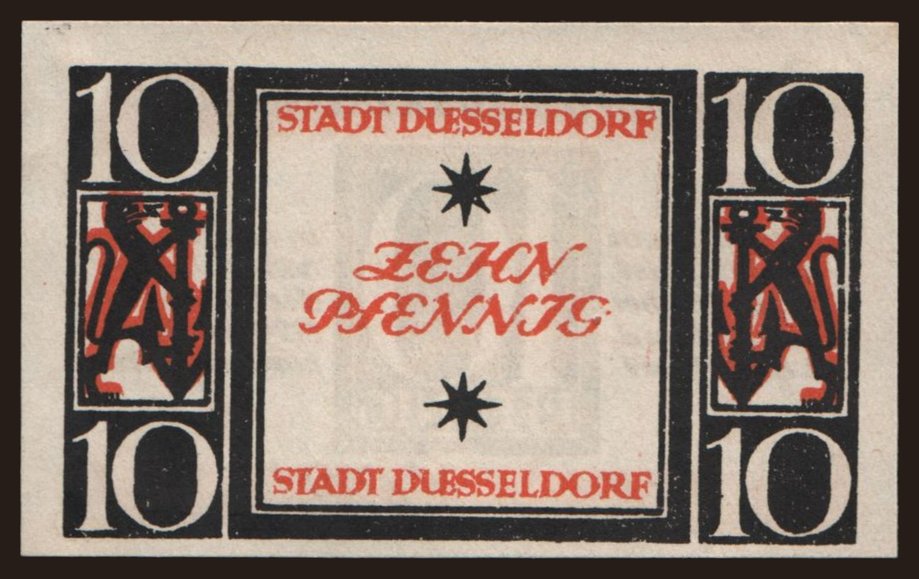 10 10
STADT DUESSELDORF
ZEHN
PFENNIG
STADT DUESSELDORF
10 10